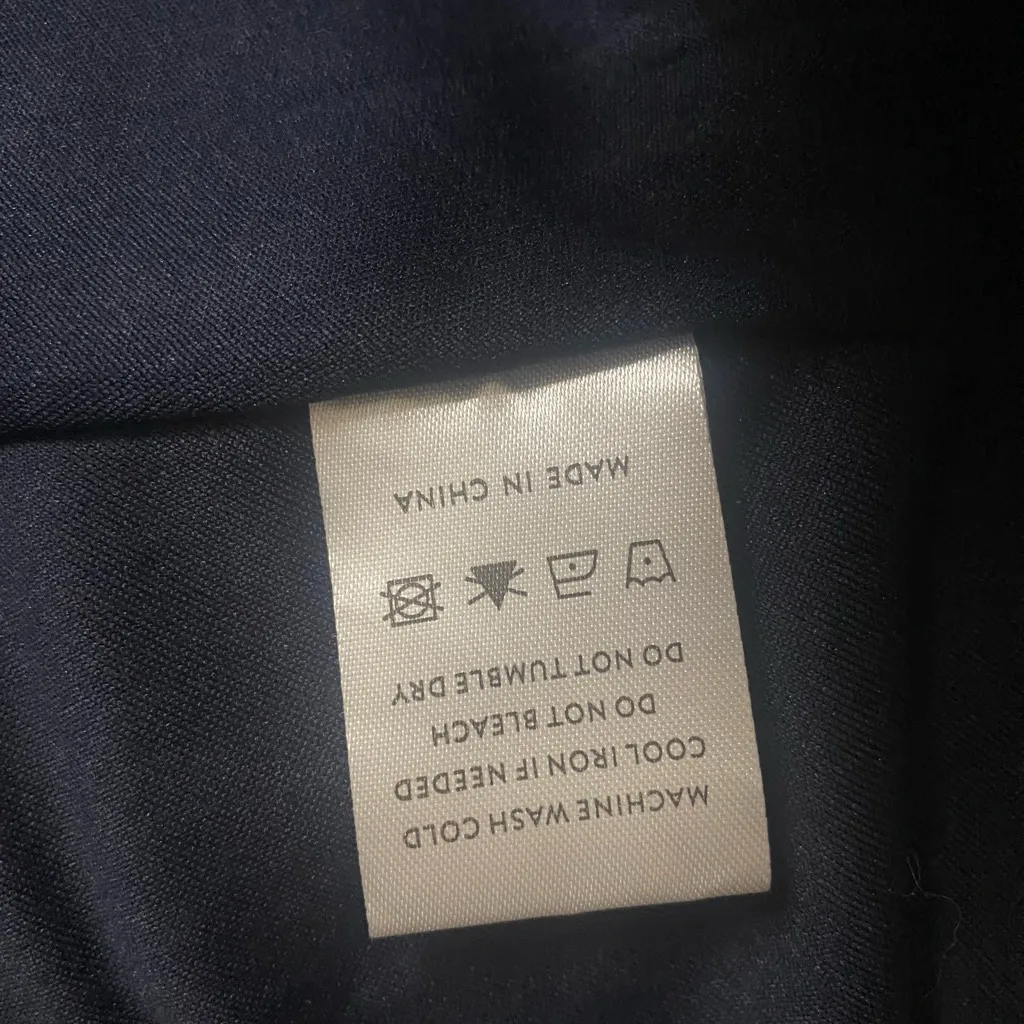 MACHINE WASH COLD
COOL IRON IF NEEDED
DO NOT BLEACH
DO NOT TUMBLE DRY
MADE IN CHINA